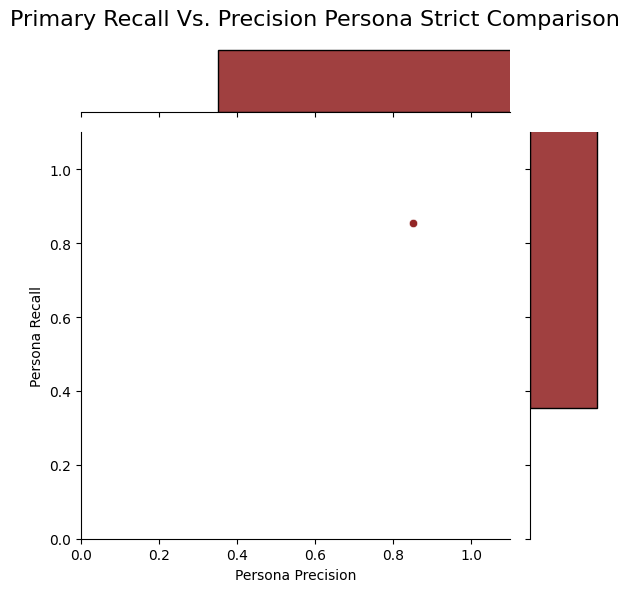 Primary Recall Vs. Precision Persona Strict Comparison
1.0
0.8
0.6
0.4
0.2
0.0
Persona Recall
0.0 0.2 0.4 0.6 0.8 1.0
Persona Precision